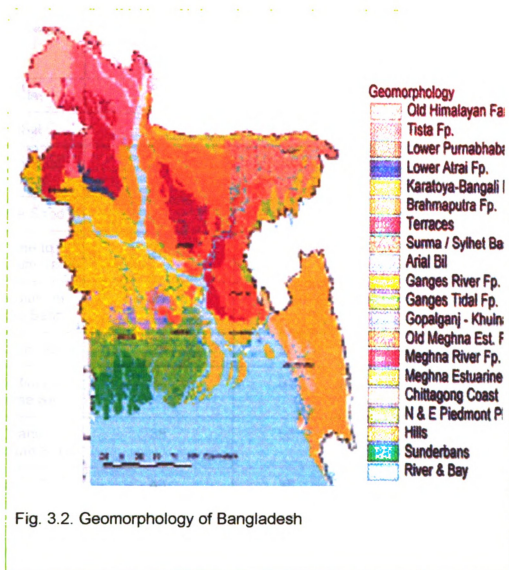 Geomorphology
Old Himalayan Fa
Tista Fp.
Lower Purnabhaba
Lower Atrai Fp.
Karatoya-Bangali
Brahmaputra Fp.
Terraces
Surma / Sylhet Ba
Arial Bil
Ganges River Fp.
Ganges Tidal Fp.
Gopalganj - Khulna
Old Meghna Est. F
Meghna River Fp.
Meghna Estuarine
Chittagong Coast
N & E Piedmont Pl
Hills
Sunderbans
River & Bay
Fig. 3.2. Geomorphology of Bangladesh